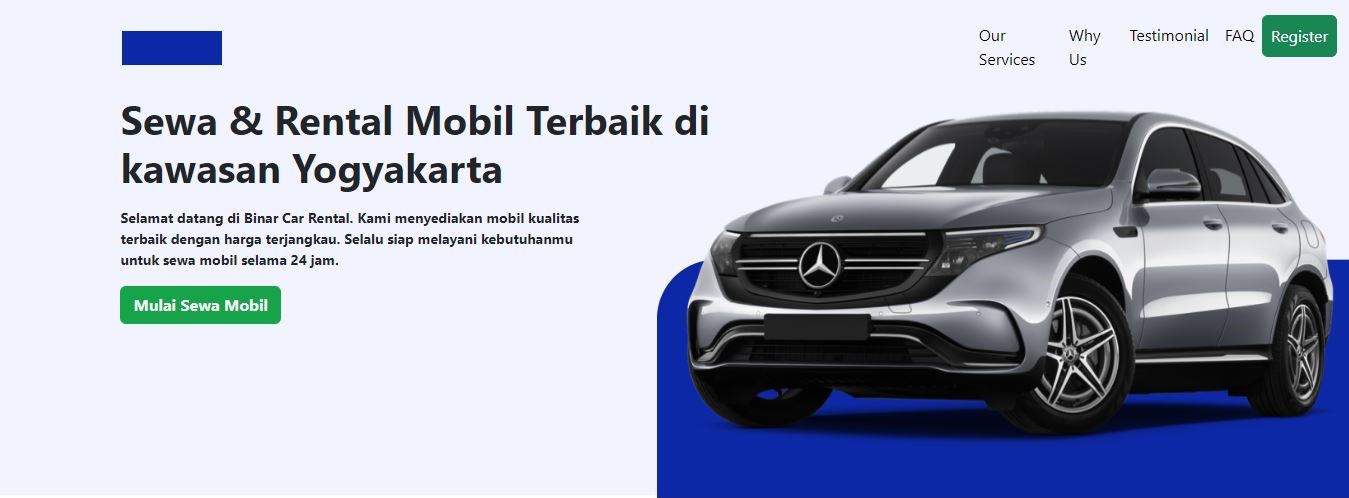 Our Services
Why Us
Testimonial
FAQ
Register
Sewa & Rental Mobil Terbaik di
kawasan Yogyakarta
Selamat datang di Binar Car Rental. Kami menyediakan mobil kualitas
terbaik dengan harga terjangkau. Selalu siap melayani kebutuhanmu
untuk sewa mobil selama 24 jam.
Mulai Sewa Mobil